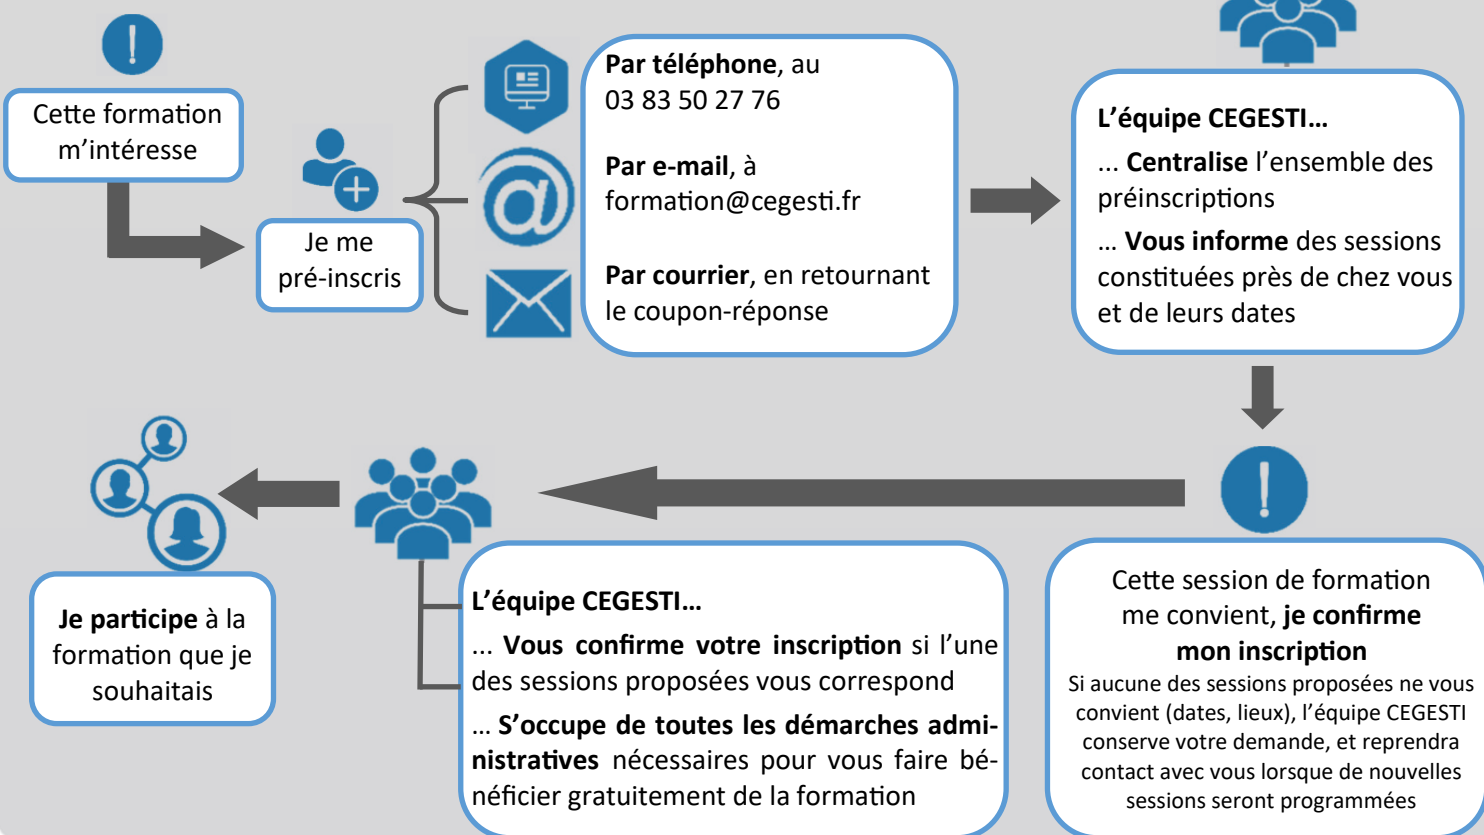 Cette formation
m’intéresse
Je me
pré-inscris
Par téléphone, au
03 83 50 27 76
Par e-mail, à
formation@cegesti.fr
Par courrier, en retournant
le coupon-réponse
L’équipe CEGESTI…
... Centralise l’ensemble des
préinscriptions
… Vous informe des sessions
constituées près de chez vous
et de leurs dates
Cette session de formation
me convient, je confirme
mon inscription
Si aucune des sessions proposées ne vous
convient (dates, lieux), l’équipe CEGESTI
conserve votre demande, et reprendra
contact avec vous lorsque de nouvelles
sessions seront programmées
L’équipe CEGESTI…
... Vous confirme votre inscription si l’une
des sessions proposées vous correspond
… S’occupe de toutes les démarches admi-
nistratives nécessaires pour vous faire bé-
néficier gratuitement de la formation
Je participe à la
formation que je
souhaitais